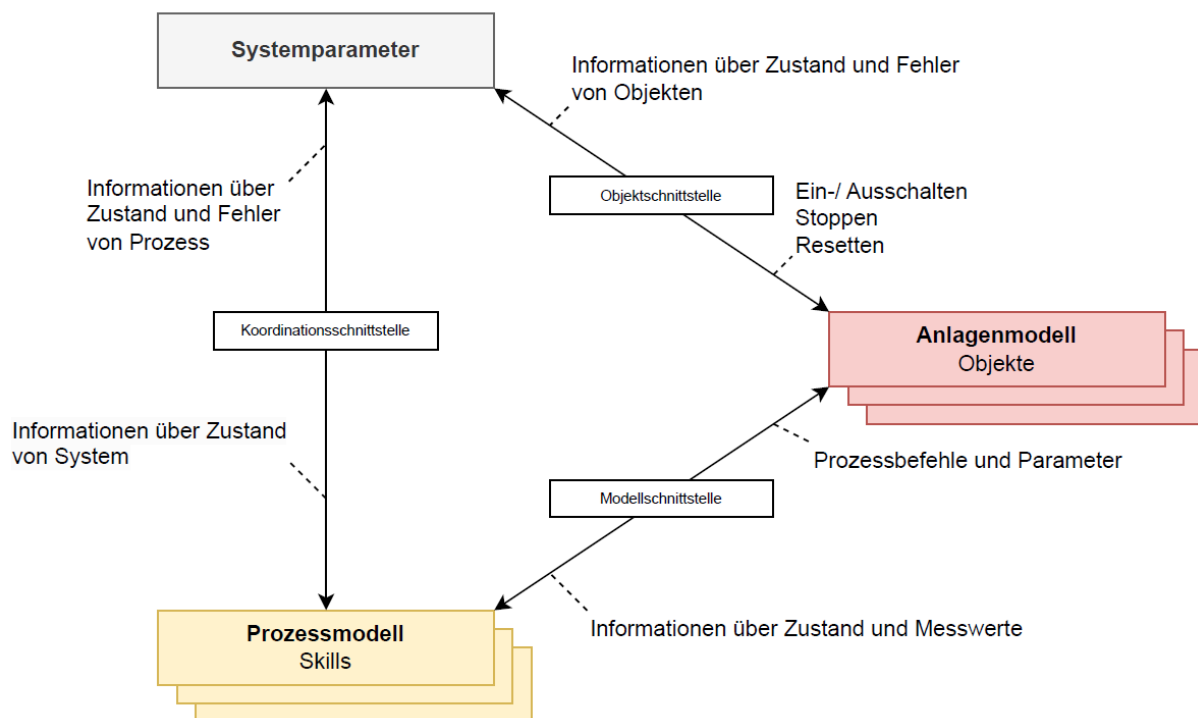 Systemparameter
Informationen über Zustand und Fehler
von Objekten
Informationen über
Zustand und Fehler
von Prozess
Objektschnittstelle
Ein-/ Ausschalten
Stoppen
Resetten
Koordinationsschnittstelle
Anlagenmodell
Objekte
Informationen über Zustand
von System
Prozessbefehle und Parameter
Modellschnittstelle
Prozessmodell
Skills
Informationen über Zustand und Messwerte